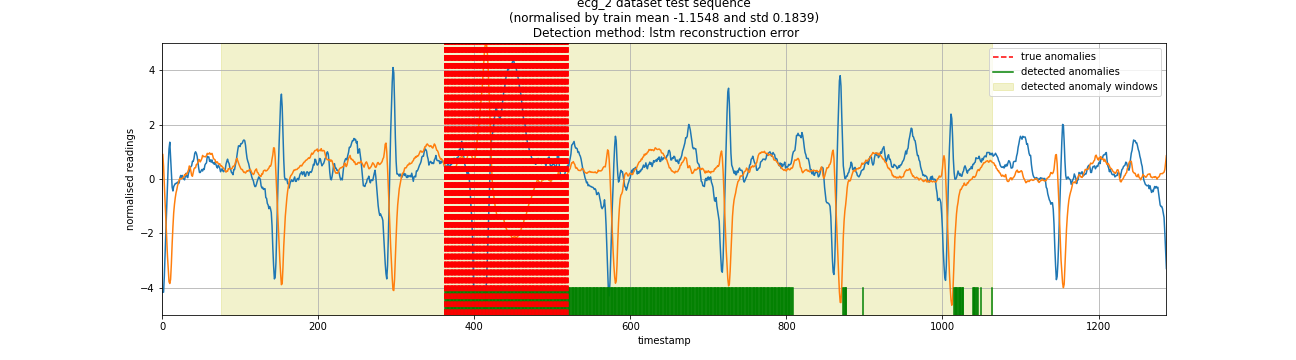 ecg_2 dataset test sequence
(normalised by train mean -1.1548 and std 0.1839)
Detection method: lstm reconstruction error
true anomalies
detected anomalies
detected anomaly windows
normalised readings
4
2
0
−2
−4
0 200 400 600 800 1000 1200
timestamp